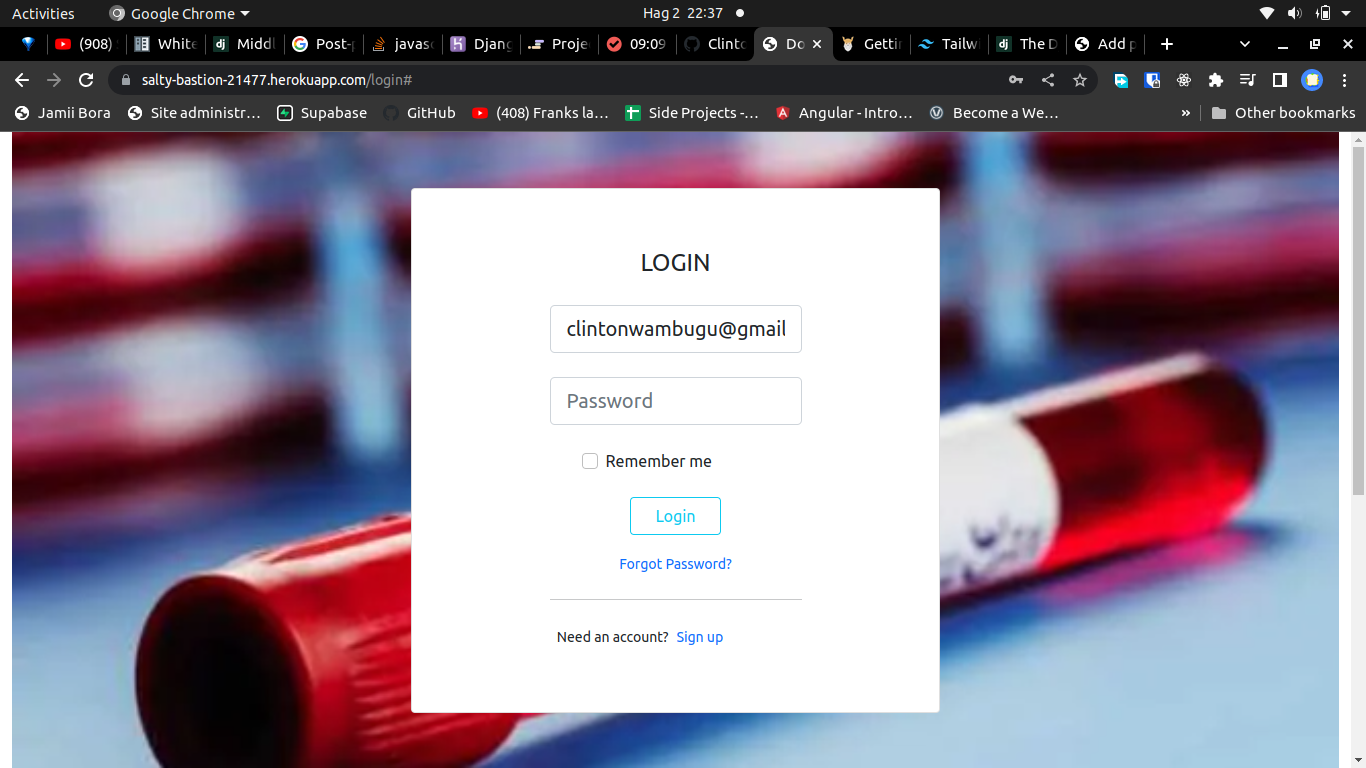 Activities Google Chrome Hag 2 22:37
(908) White Middl Post-p javasc Djang Proje 09:09 Clinto Do Gettin Tailw The D Add p
salty-bastion-21477.herokuapp.com/login#
Jamii Bora Site administr… Supabase GitHub (408) Franks la… Side Projects -… Angular - Intro… Become a We… » Other bookmarks
LOGIN
clintonwambugu@gmail
Password
Remember me
Login
Forgot Password?
Need an account? Sign up